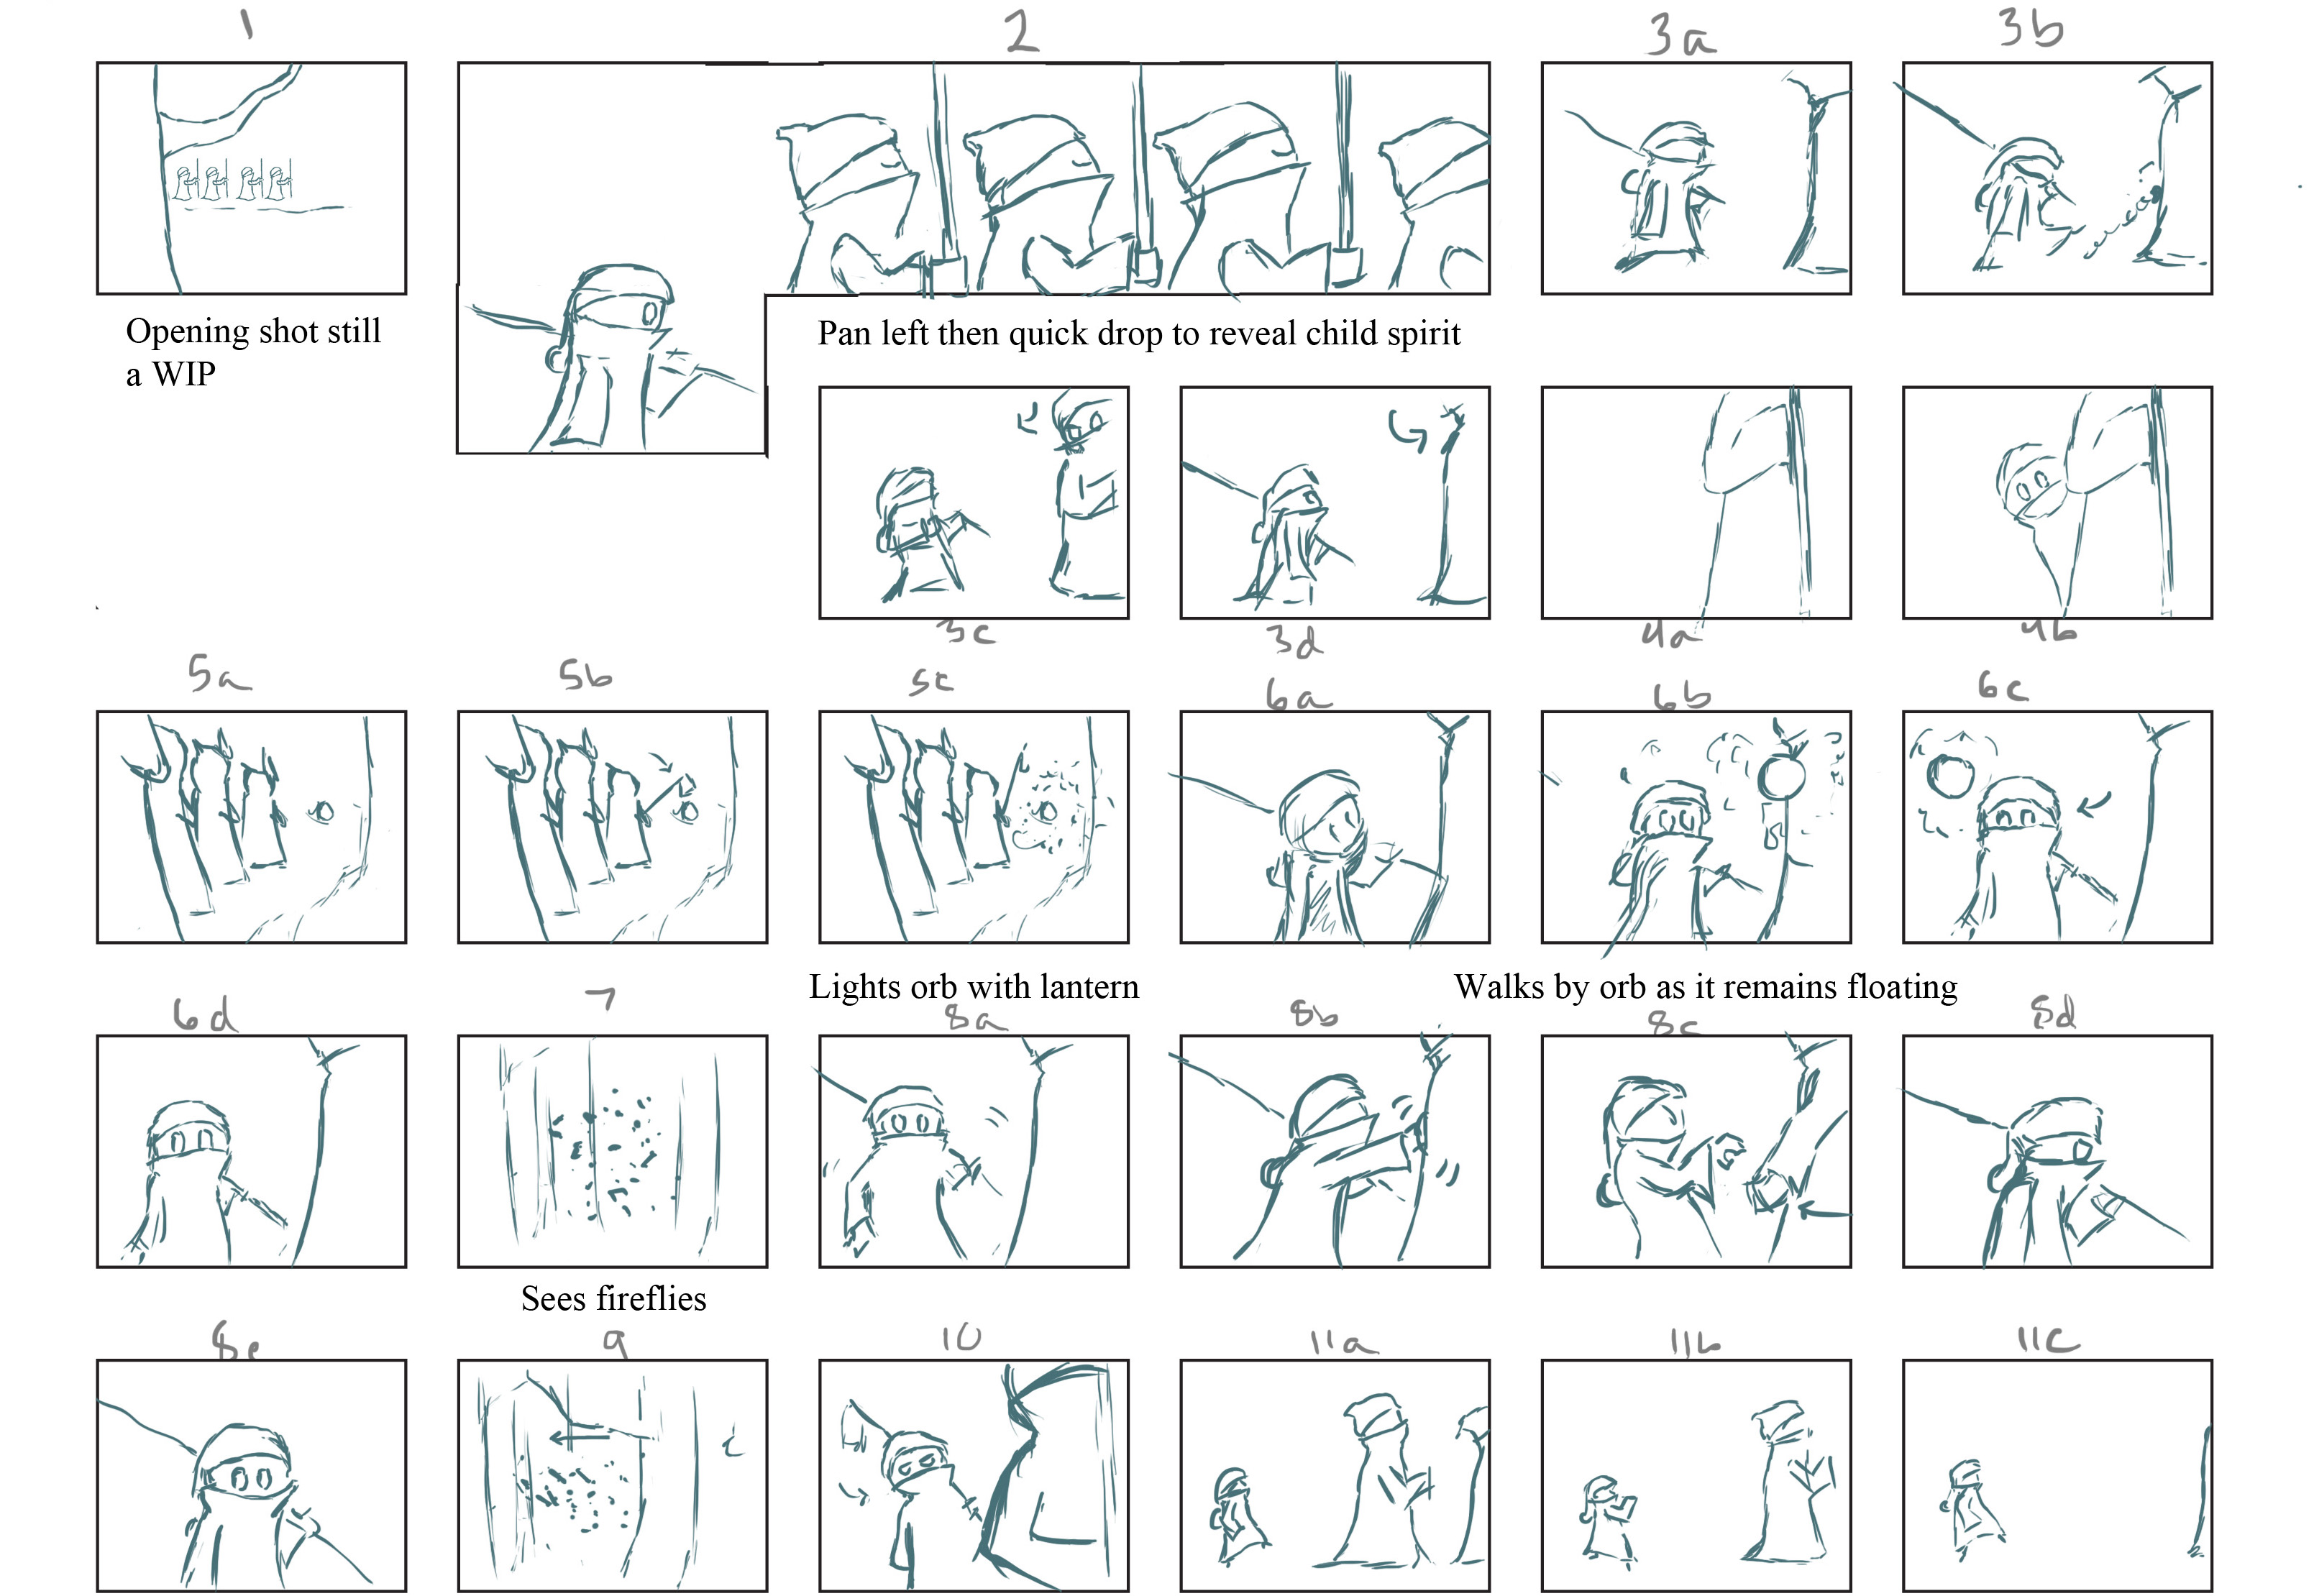 1
2
3a
3b
Opening shot still
a WIP
Pan left then quick drop to reveal child spirit
3c
3d
4a
4b
5a
5b
5c
6a
6b
6c
Lights orb with lantern
Walks by orb as it remains floating
6d
7
8a
8b
8c
8d
Sees fireflies
8e
9
10
11a
11b
11c